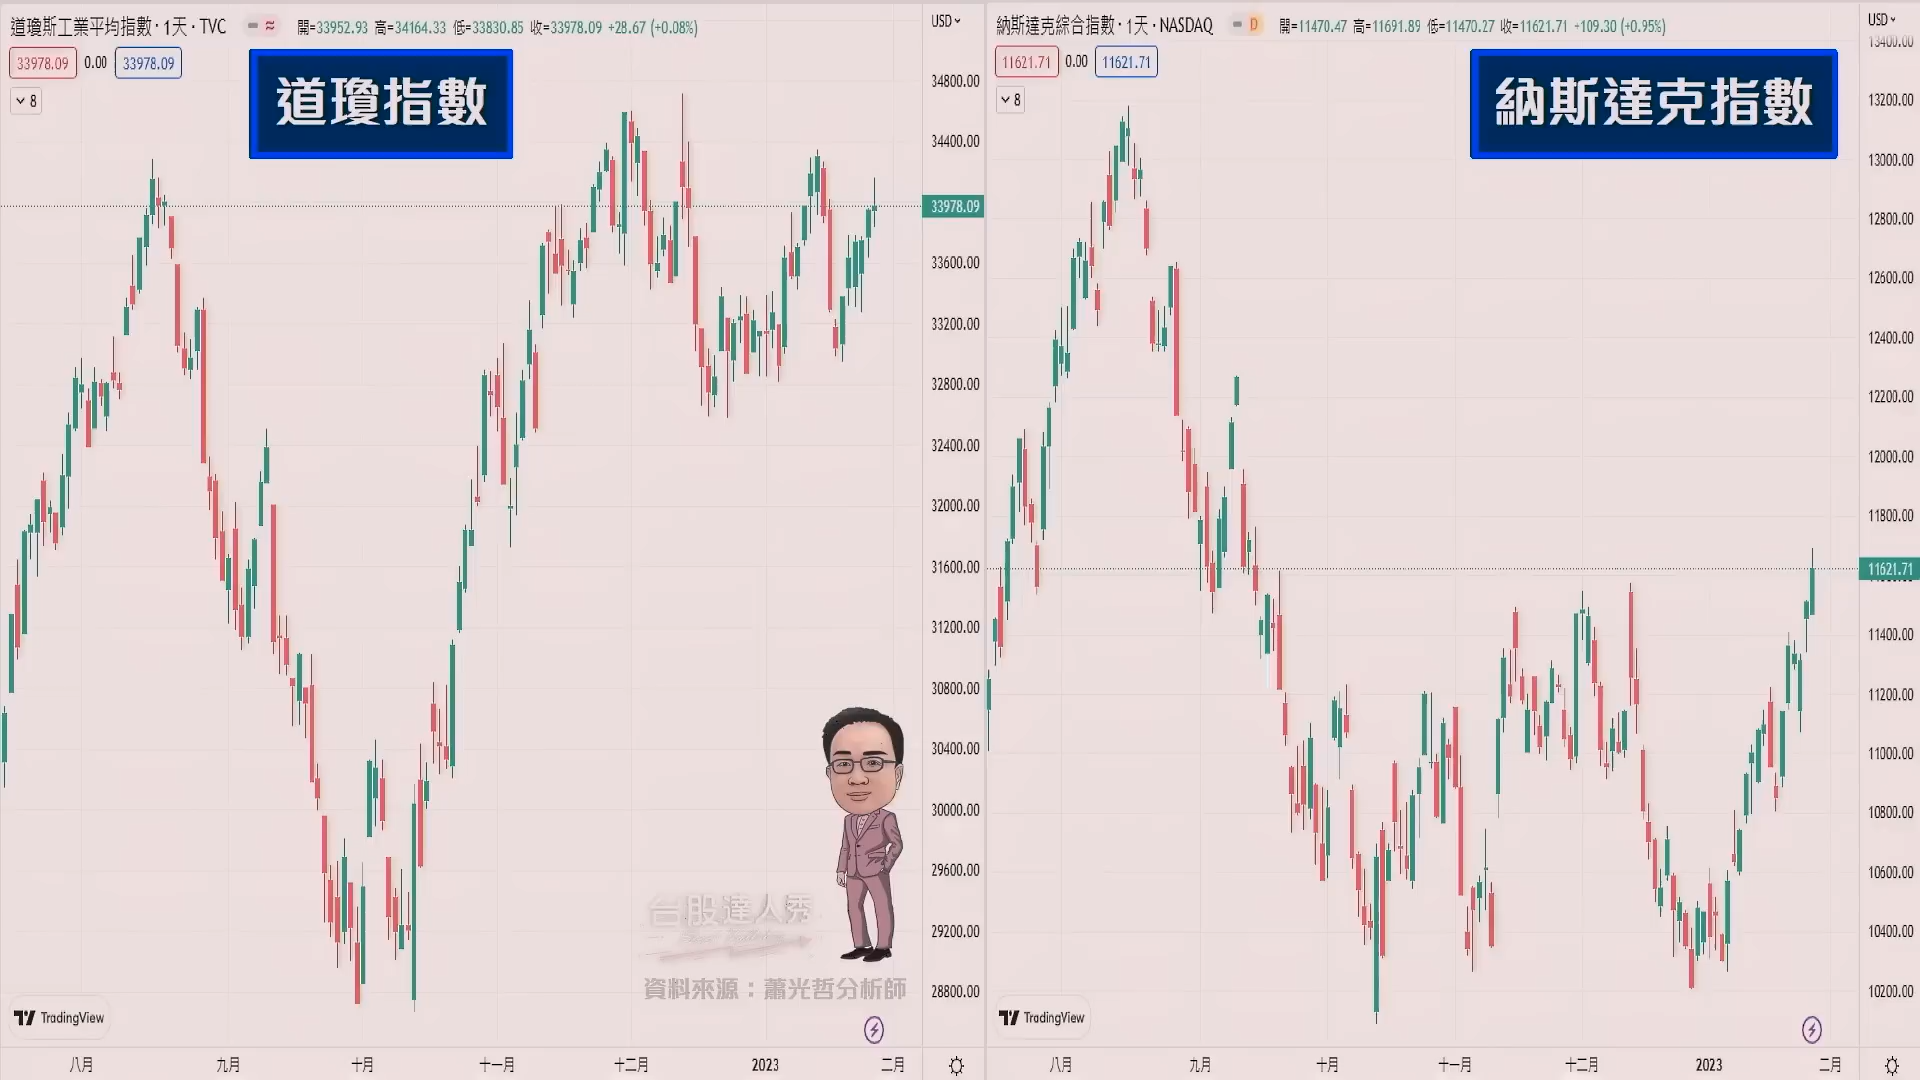 道瓊斯工業平均指數 · 1天 · TVC 開=33952.93 高=34164.33 低=33830.85 收=33978.09 +28.67 (+0.08%)
33978.09 0.00 33978.09
8
道瓊指數
USD
34800.00
34400.00
33978.09
33600.00
33200.00
32800.00
32400.00
32000.00
31600.00
31200.00
30800.00
30400.00
30000.00
29600.00
29200.00
28800.00
台股達人秀
資料來源：蕭光哲分析師
TradingView
八月 九月 十月 十一月 十二月 2023 二月
納斯達克綜合指數 · 1天 · NASDAQ D 開=11470.47 高=11691.89 低=11470.27 收=11621.71 +109.30 (+0.95%)
11621.71 0.00 11621.71
8
納斯達克指數
USD
13400.00
13200.00
13000.00
12800.00
12600.00
12400.00
12200.00
12000.00
11800.00
11621.71
11400.00
11200.00
11000.00
10800.00
10600.00
10400.00
10200.00
TradingView
八月 九月 十月 十一月 十二月 2023 二月